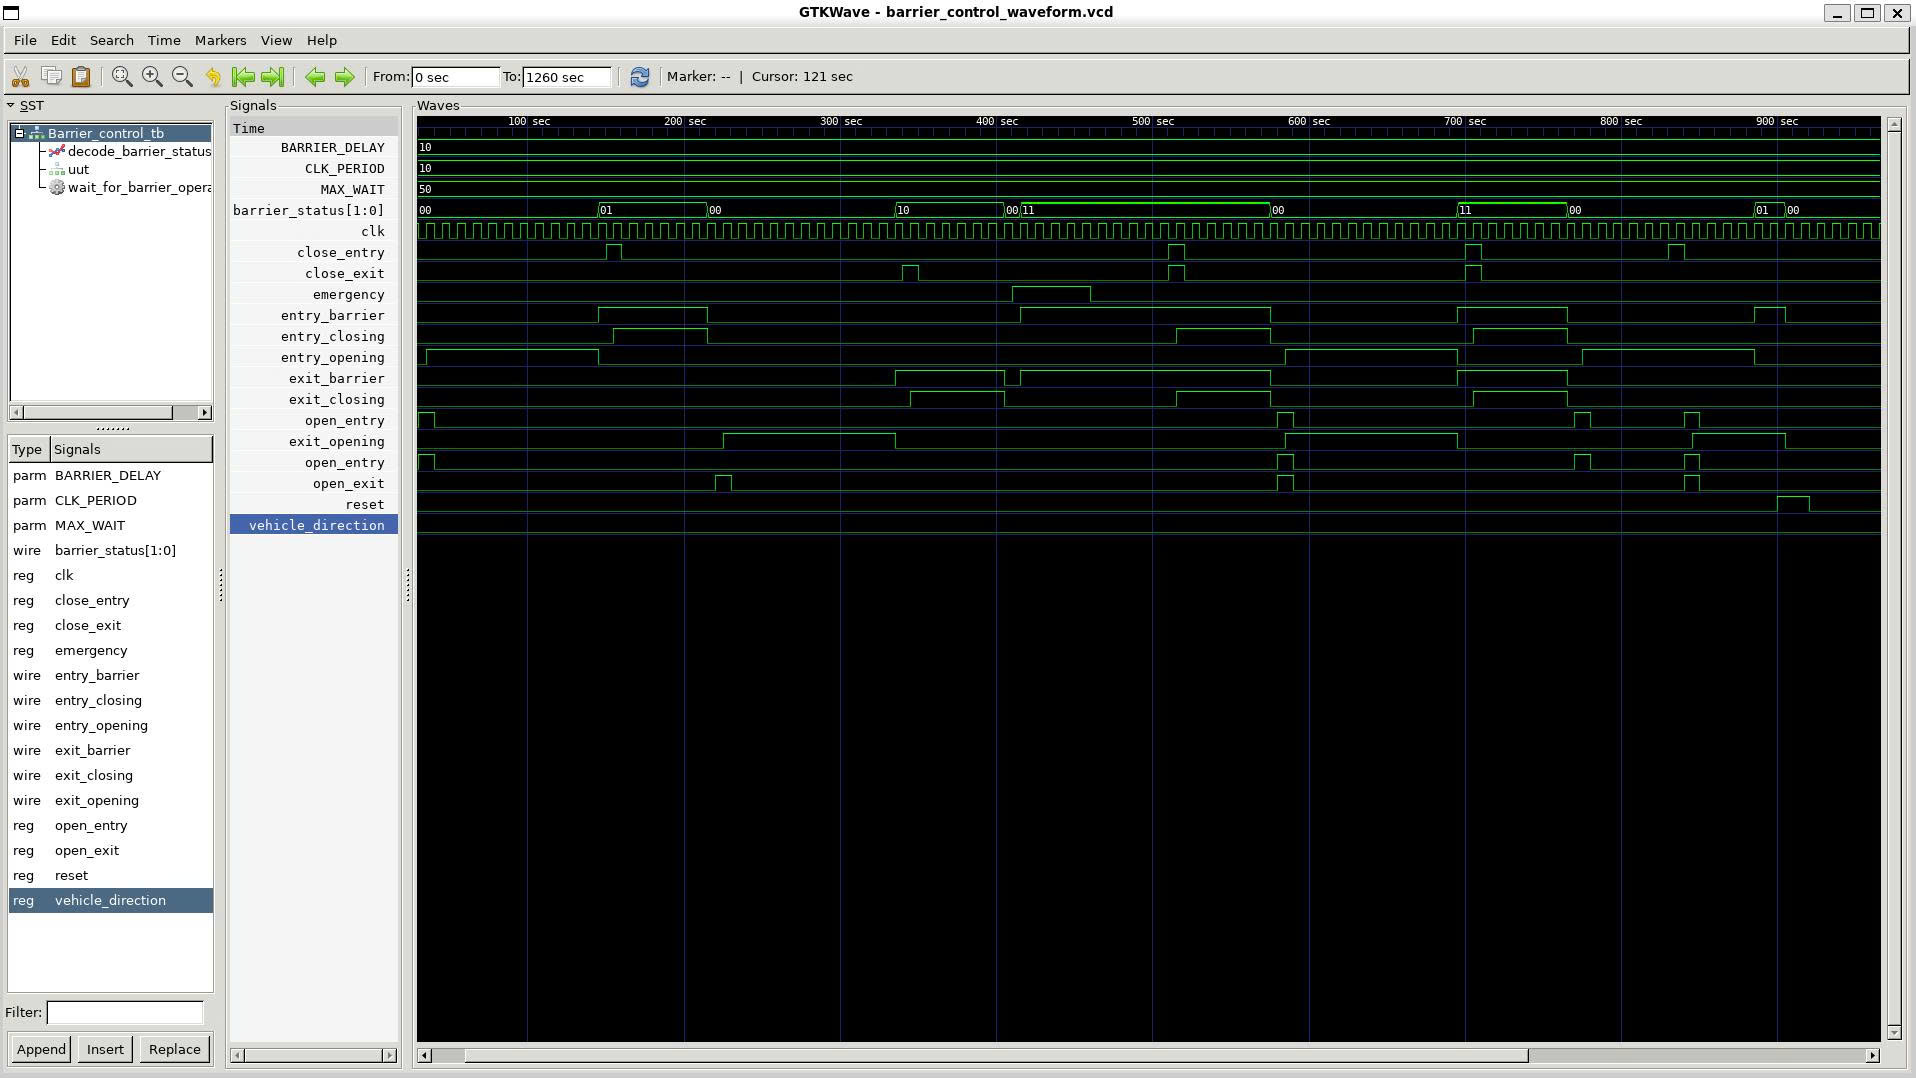 GTKWave - barrier_control_waveform.vcd
File Edit Search Time Markers View Help
From: 0 sec To: 1260 sec Marker: -- | Cursor: 121 sec
SST
Barrier_control_tb
decode_barrier_status
uut
wait_for_barrier_opera
Type Signals
parm BARRIER_DELAY
parm CLK_PERIOD
parm MAX_WAIT
wire barrier_status[1:0]
reg clk
reg close_entry
reg close_exit
reg emergency
wire entry_barrier
wire entry_closing
wire entry_opening
wire exit_barrier
wire exit_closing
wire exit_opening
reg open_entry
reg open_exit
reg reset
reg vehicle_direction
Filter:
Append Insert Replace
Signals
Time
BARRIER_DELAY
CLK_PERIOD
MAX_WAIT
barrier_status[1:0]
clk
close_entry
close_exit
emergency
entry_barrier
entry_closing
entry_opening
exit_barrier
exit_closing
open_entry
exit_opening
open_entry
open_exit
reset
vehicle_direction
Waves
100 sec 200 sec 300 sec 400 sec 500 sec 600 sec 700 sec 800 sec 900 sec
10
10
50
00 01 00 10 00 11 00 11 00 01 00